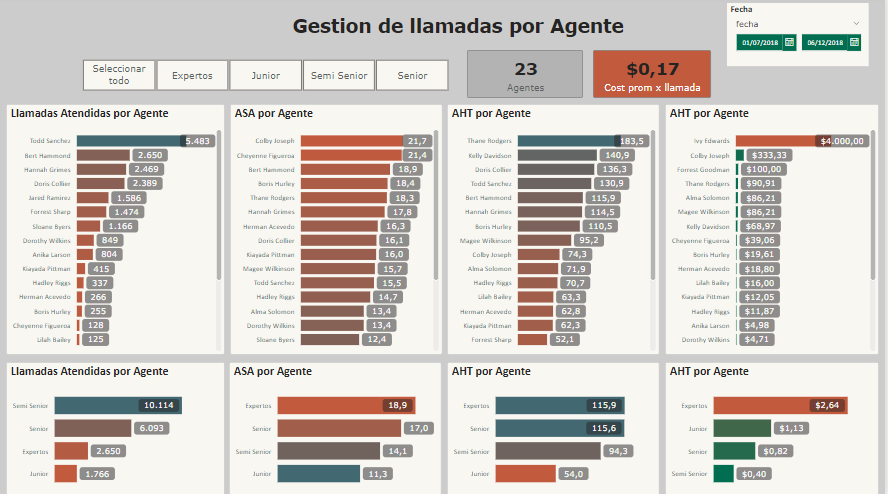 Gestion de llamadas por Agente
Fecha
fecha
01/07/2018
06/12/2018
Seleccionar todo
Expertos
Junior
Semi Senior
Senior
23
Agentes
$0,17
Cost prom x llamada
Llamadas Atendidas por Agente
Todd Sanchez 5.483
Bert Hammond 2.650
Hannah Grimes 2.469
Doris Collier 2.389
Jared Ramirez 1.586
Forrest Sharp 1.474
Sloane Byers 1.166
Dorothy Wilkins 849
Anika Larson 804
Kiayada Pittman 415
Hadley Riggs 337
Herman Acevedo 266
Boris Hurley 255
Cheyenne Figueroa 128
Lilah Bailey 125
ASA por Agente
Colby Joseph 21,7
Cheyenne Figueroa 21,4
Bert Hammond 18,9
Boris Hurley 18,4
Thane Rodgers 18,3
Hannah Grimes 17,8
Herman Acevedo 16,3
Doris Collier 16,1
Kiayada Pittman 16,0
Magee Wilkinson 15,7
Todd Sanchez 15,5
Hadley Riggs 14,7
Alma Solomon 13,4
Dorothy Wilkins 13,4
Sloane Byers 12,4
AHT por Agente
Thane Rodgers 183,5
Kelly Davidson 140,9
Doris Collier 136,3
Todd Sanchez 130,9
Bert Hammond 115,9
Hannah Grimes 114,5
Boris Hurley 110,5
Magee Wilkinson 95,2
Colby Joseph 74,3
Alma Solomon 71,9
Hadley Riggs 70,7
Lilah Bailey 63,3
Herman Acevedo 62,8
Kiayada Pittman 62,3
Forrest Sharp 52,1
AHT por Agente
Ivy Edwards $4.000,00
Colby Joseph $333,33
Forrest Goodman $100,00
Thane Rodgers $90,91
Alma Solomon $86,21
Magee Wilkinson $86,21
Kelly Davidson $68,97
Cheyenne Figueroa $39,06
Boris Hurley $19,61
Herman Acevedo $18,80
Lilah Bailey $16,00
Kiayada Pittman $12,05
Hadley Riggs $11,87
Anika Larson $4,98
Dorothy Wilkins $4,71
Llamadas Atendidas por Agente
Semi Senior 10.114
Senior 6.093
Expertos 2.650
Junior 1.766
ASA por Agente
Expertos 18,9
Senior 17,0
Semi Senior 14,1
Junior 11,3
AHT por Agente
Expertos 115,9
Senior 115,6
Semi Senior 94,3
Junior 54,0
AHT por Agente
Expertos $2,64
Junior $1,13
Senior $0,82
Semi Senior $0,40